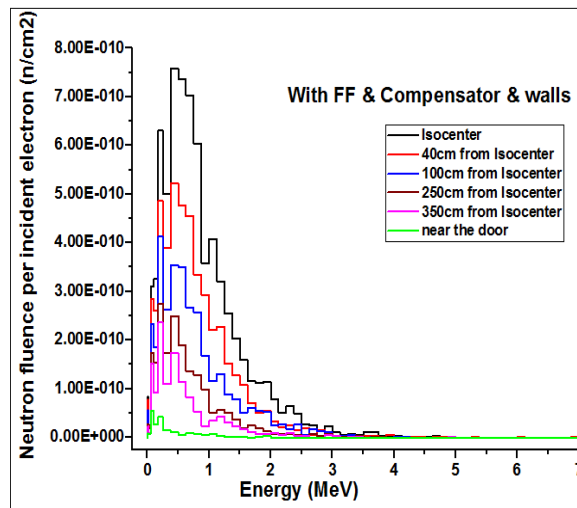 Neutron fluence per incident electron (n/cm2)
8.00E-010
7.00E-010
6.00E-010
5.00E-010
4.00E-010
3.00E-010
2.00E-010
1.00E-010
0.00E+000
With FF & Compensator & walls
Isocenter
40cm from Isocenter
100cm from Isocenter
250cm from Isocenter
350cm from Isocenter
near the door
0 1 2 3 4 5 6 7
Energy (MeV)